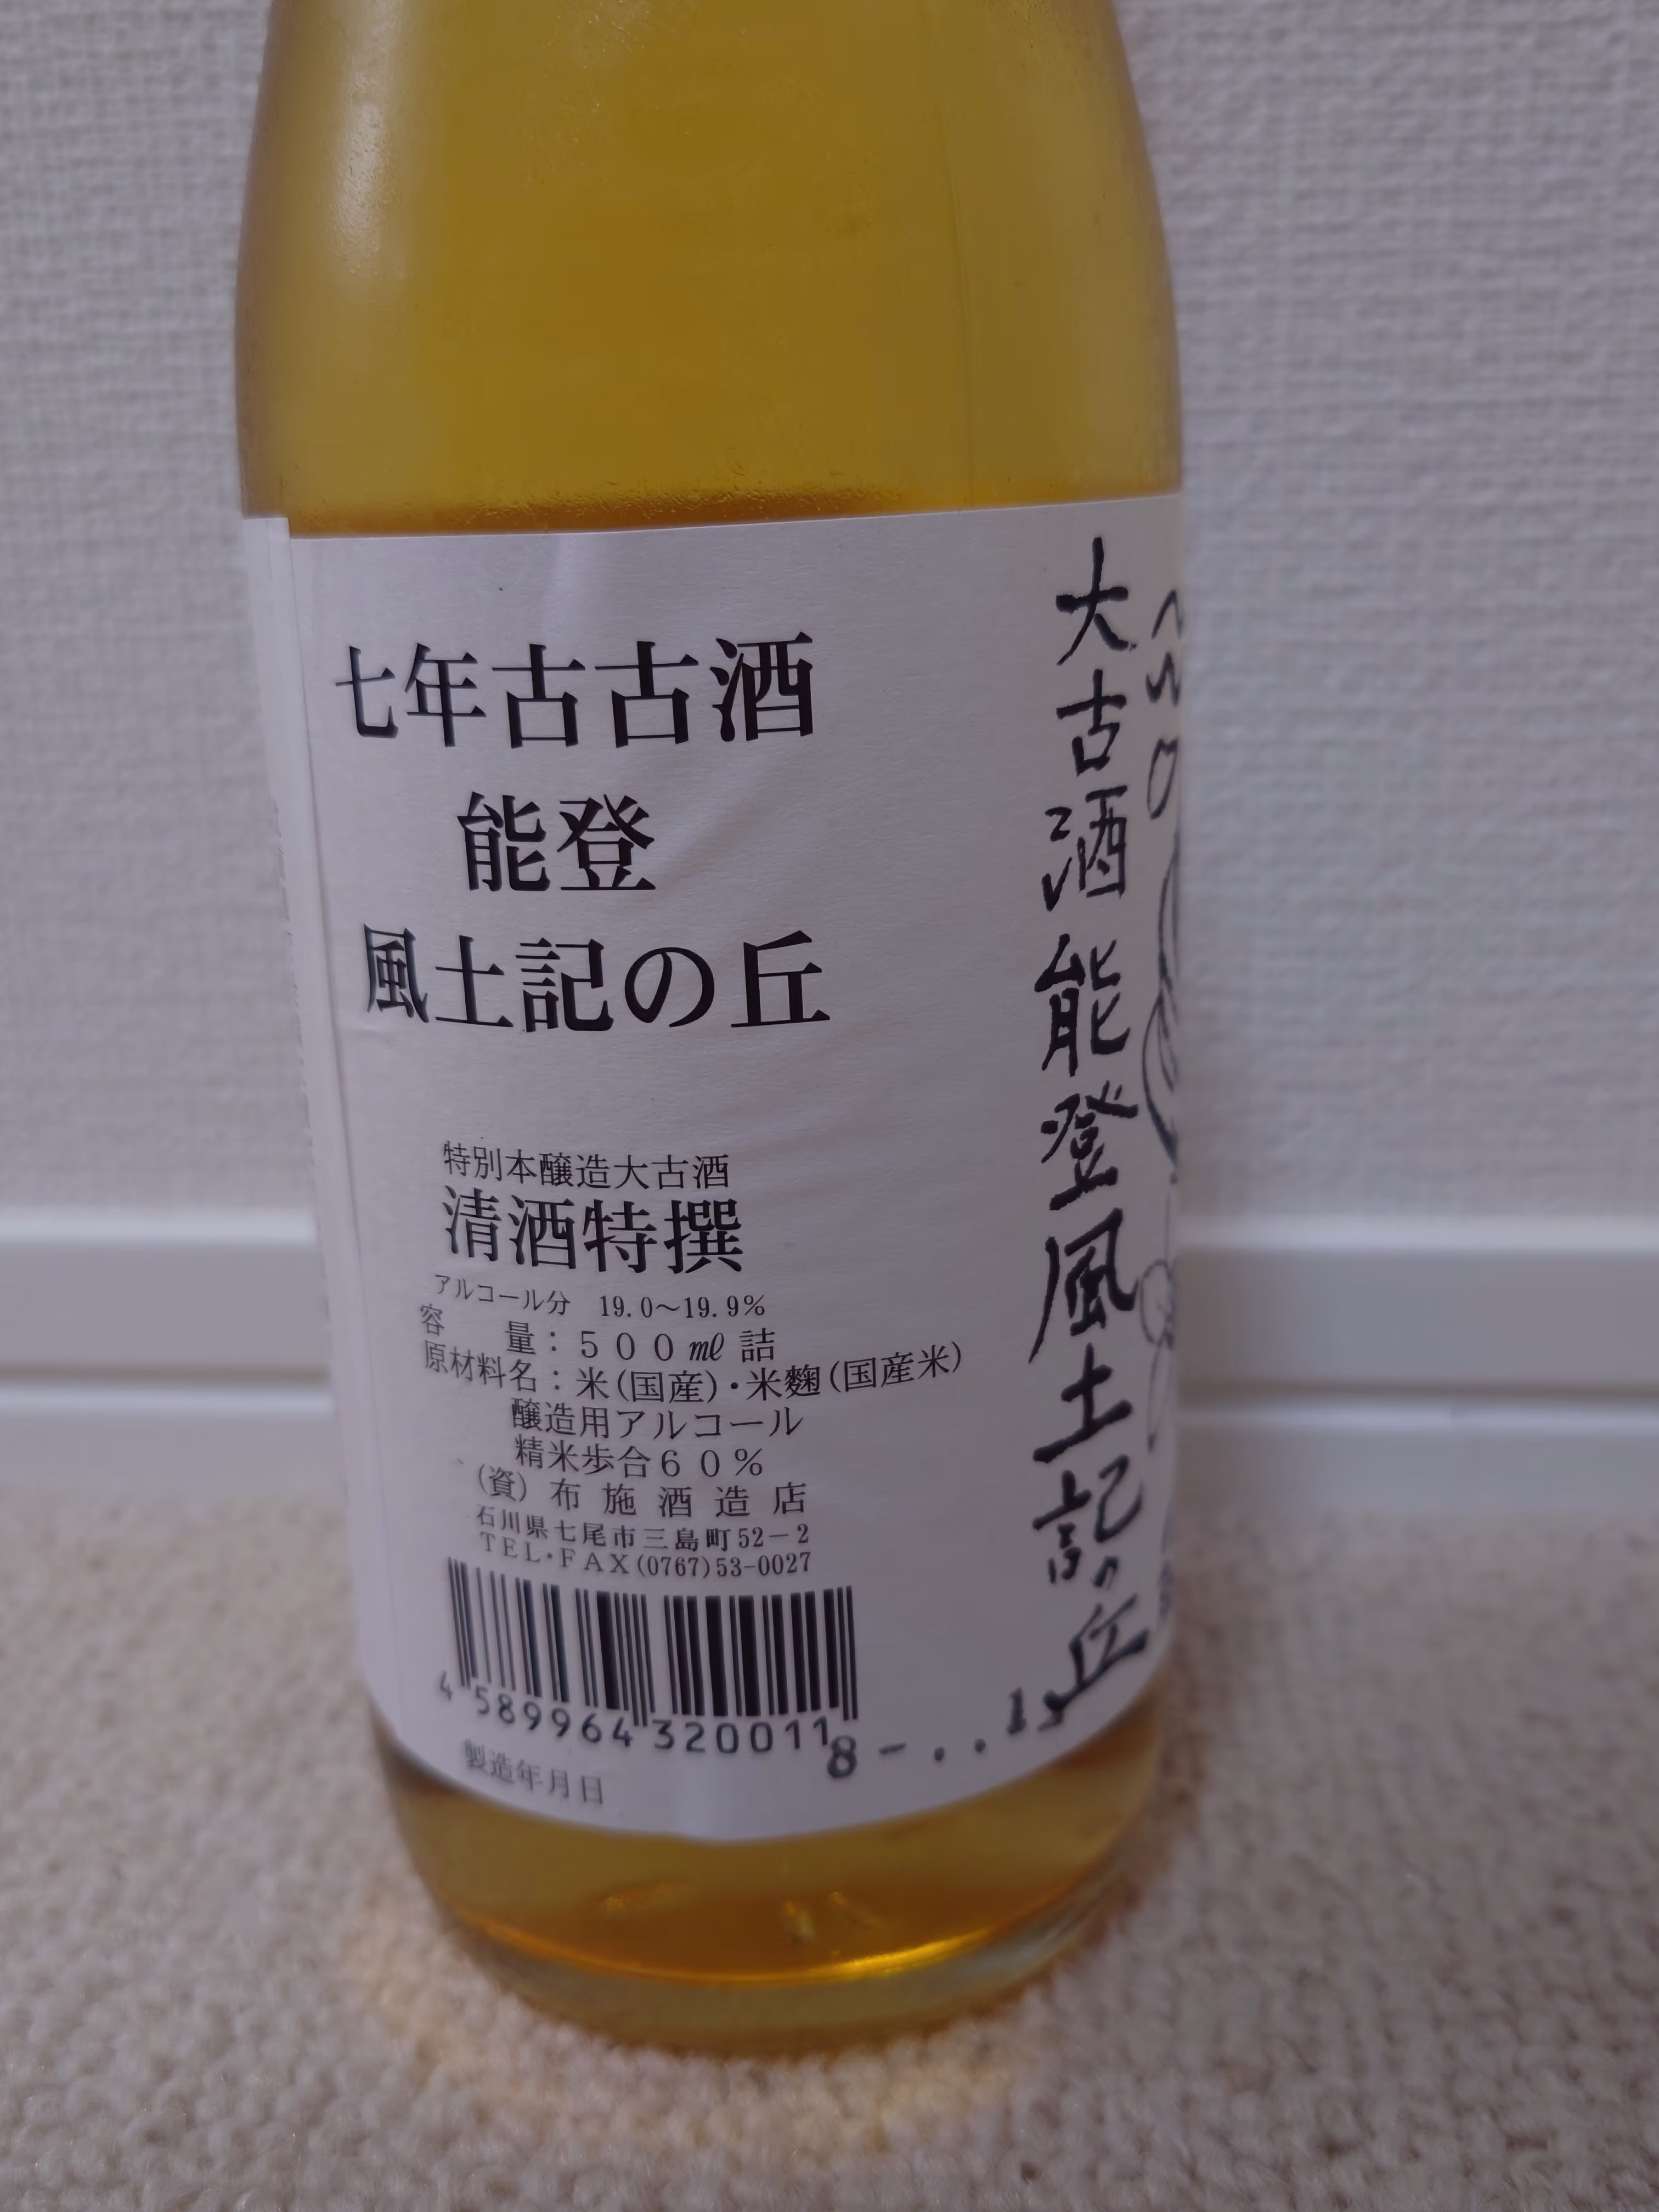 七年古古酒
能登
風土記の丘
特別本醸造大古酒
清酒特撰
アルコール分 19.0〜19.9%
容 量：500㎖詰
原材料名：米(国産)・米麴(国産米)
醸造用アルコール
精米歩合60%
(資) 布施酒造店
石川県七尾市三島町52－2
TEL・FAX(0767)53-0027
4 589964 320011
製造年月日
大古酒能登風土記の丘